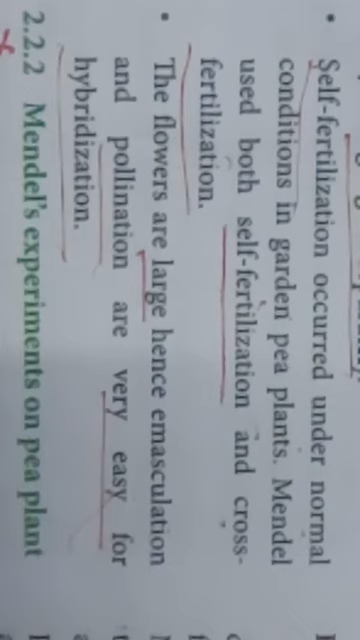 • Self-fertilization occurred under normal
conditions in garden pea plants. Mendel
used both self-fertilization and cross-
fertilization.
• The flowers are large hence emasculation
and pollination are very easy for
hybridization.
2.2.2 Mendel's experiments on pea plant